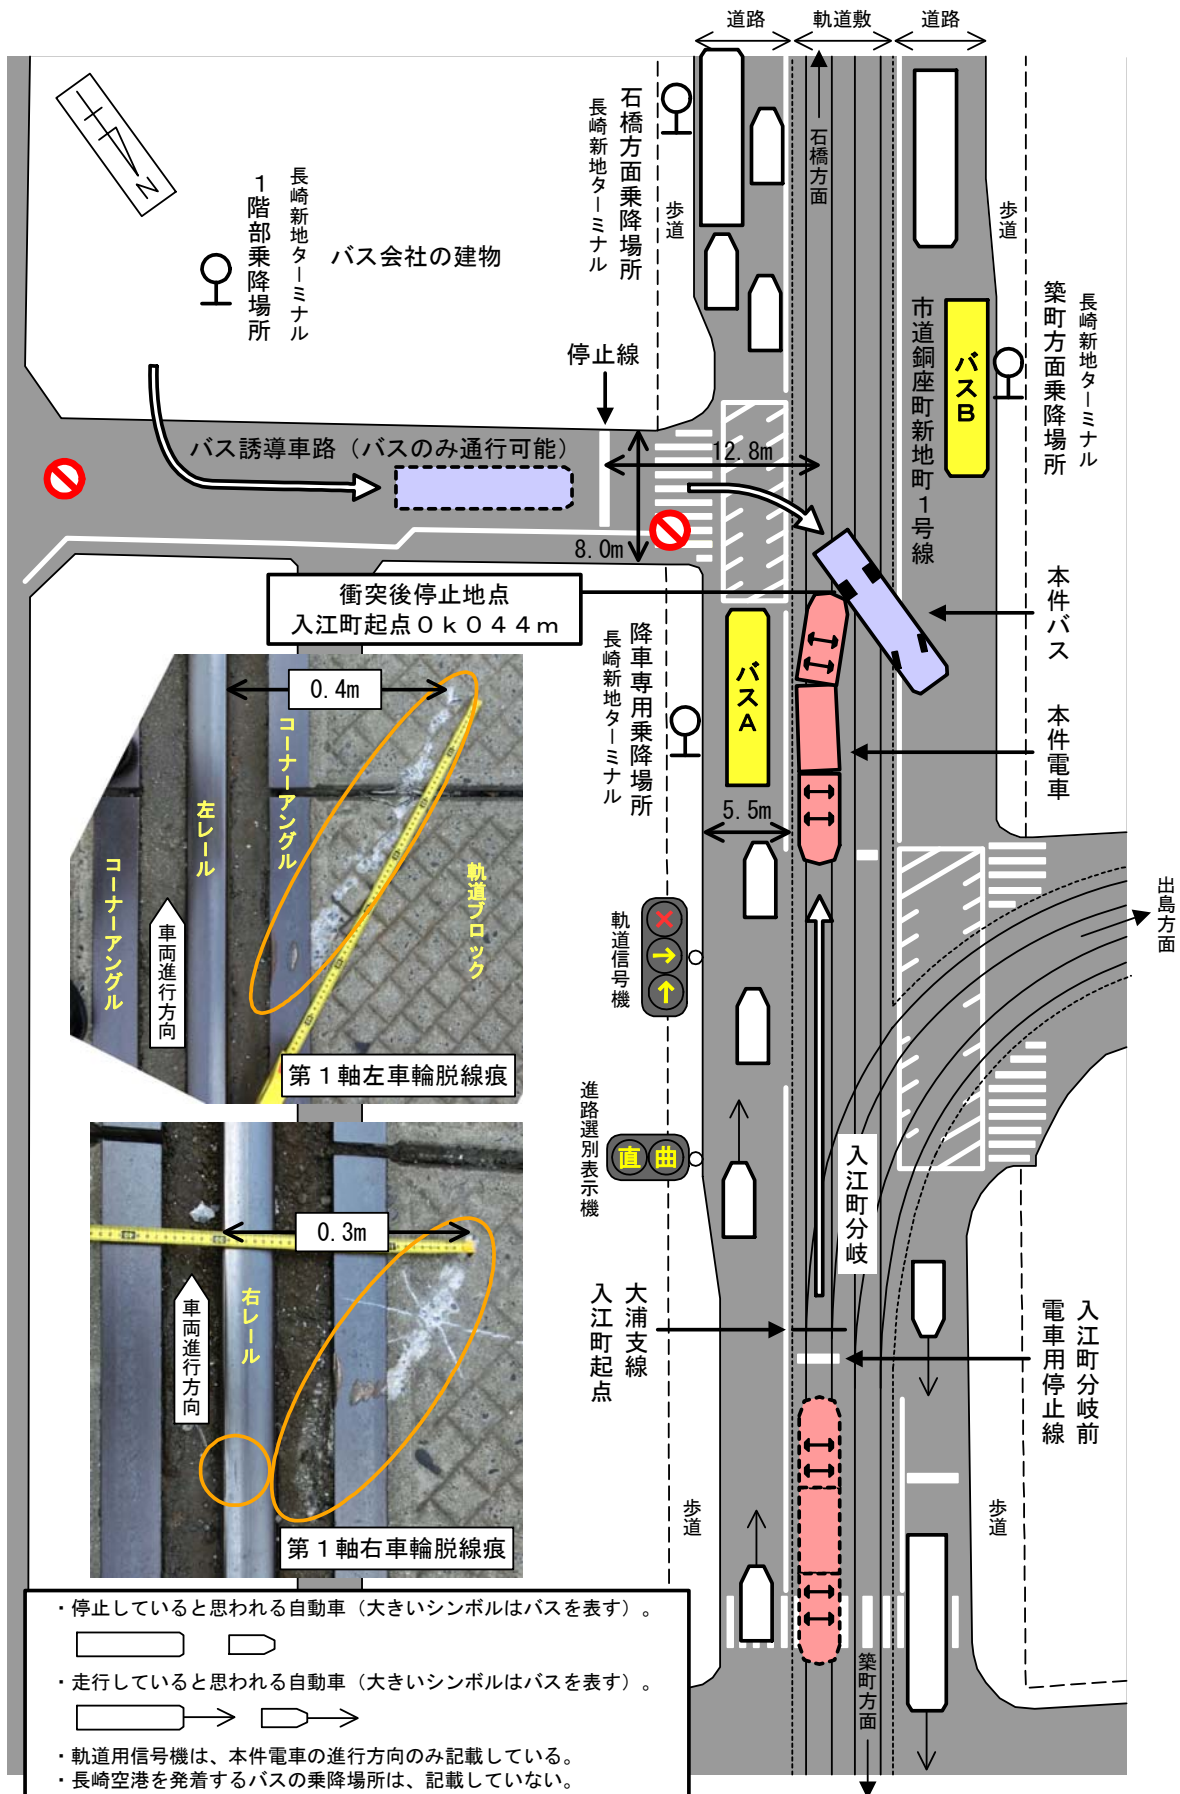 道路
軌道敷
道路
石橋方面
石橋方面乗降場所
長崎新地ターミナル
歩道
歩道
N
長崎新地ターミナル
１階部乗降場所
バス会社の建物
築町方面乗降場所
長崎新地ターミナル
市道銅座町新地町１号線
バスB
停止線
バス誘導車路（バスのみ通行可能）
12.8m
8.0m
衝突後停止地点
入江町起点０ｋ０４４ｍ
本件バス
降車専用乗降場所
長崎新地ターミナル
バスA
本件電車
5.5m
0.4m
コーナーアングル
左レール
コーナーアングル
軌道ブロック
車両進行方向
第１軸左車輪脱線痕
軌道信号機
出島方面
進路選別表示機
直 曲
入江町分岐
0.3m
右レール
車両進行方向
第１軸右車輪脱線痕
大浦支線
入江町起点
入江町分岐前
電車用停止線
歩道
歩道
築町方面
・停止していると思われる自動車（大きいシンボルはバスを表す）。
・走行していると思われる自動車（大きいシンボルはバスを表す）。
・軌道用信号機は、本件電車の進行方向のみ記載している。
・長崎空港を発着するバスの乗降場所は、記載していない。